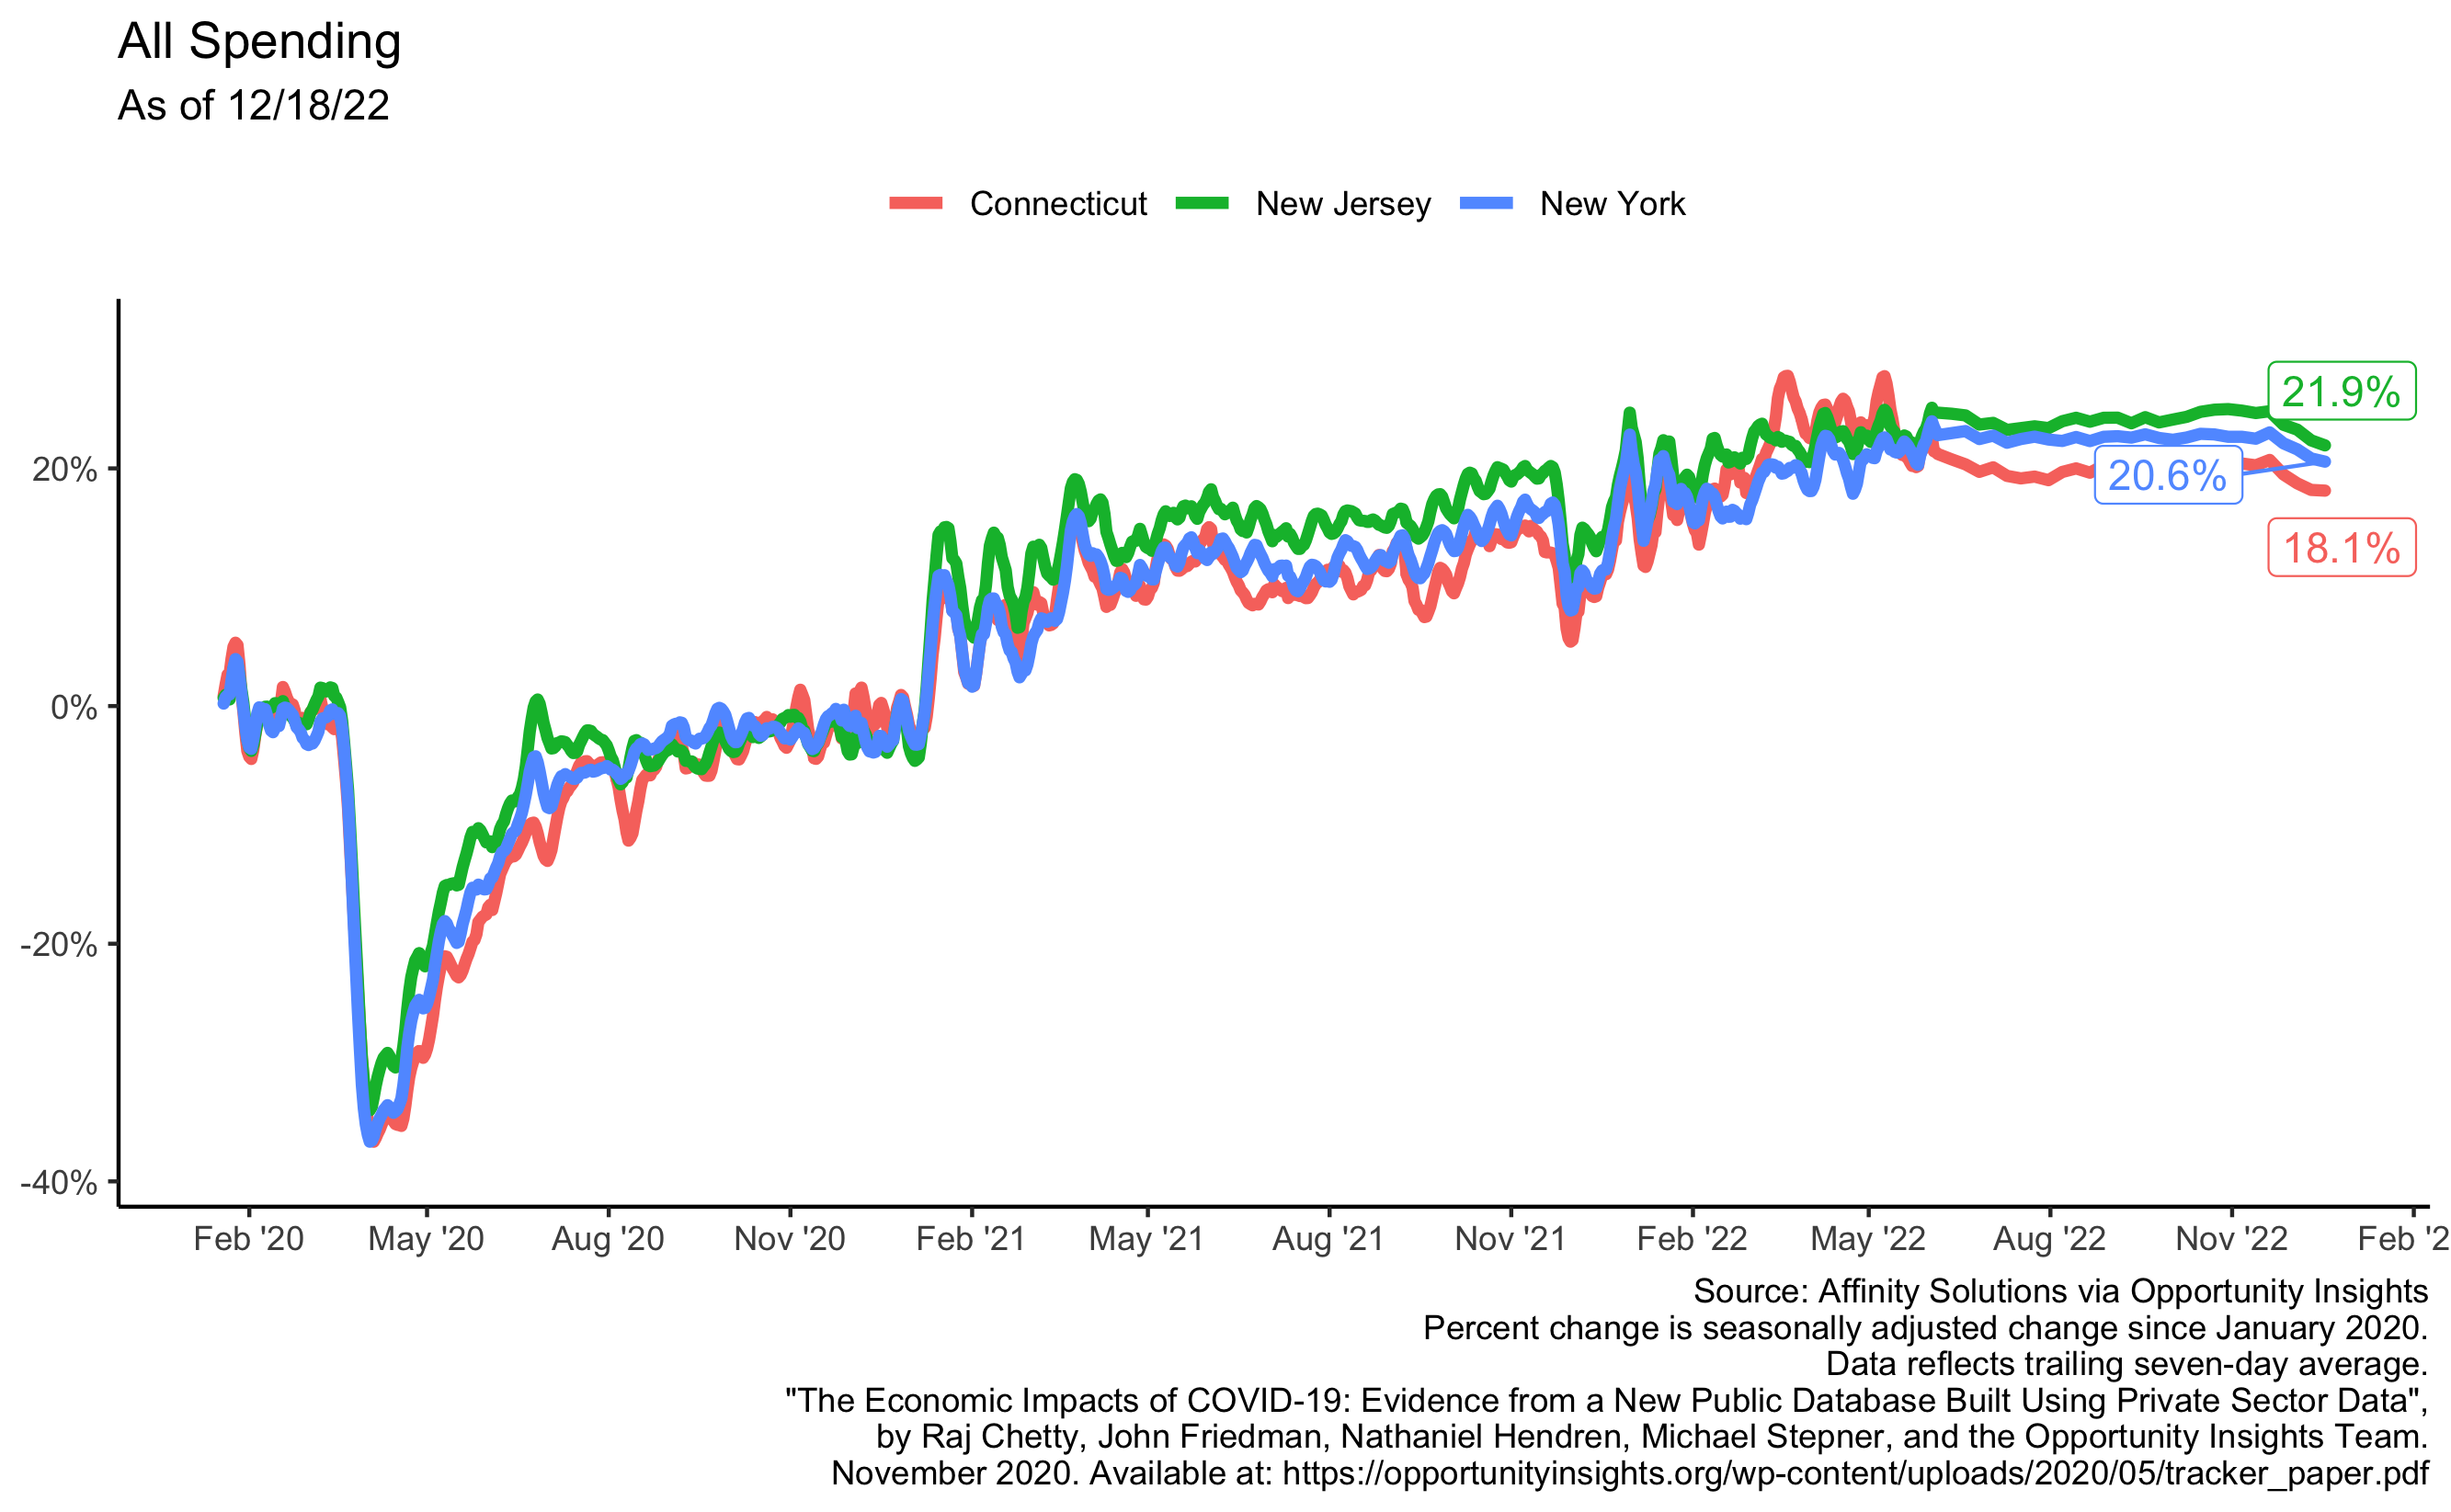 All Spending
As of 12/18/22
Connecticut New Jersey New York
21.9%
20%
20.6%
18.1%
0%
-20%
-40%
Feb '20 May '20 Aug '20 Nov '20 Feb '21 May '21 Aug '21 Nov '21 Feb '22 May '22 Aug '22 Nov '22 Feb '2
Source: Affinity Solutions via Opportunity Insights
Percent change is seasonally adjusted change since January 2020.
Data reflects trailing seven-day average.
"The Economic Impacts of COVID-19: Evidence from a New Public Database Built Using Private Sector Data",
by Raj Chetty, John Friedman, Nathaniel Hendren, Michael Stepner, and the Opportunity Insights Team.
November 2020. Available at: https://opportunityinsights.org/wp-content/uploads/2020/05/tracker_paper.pdf